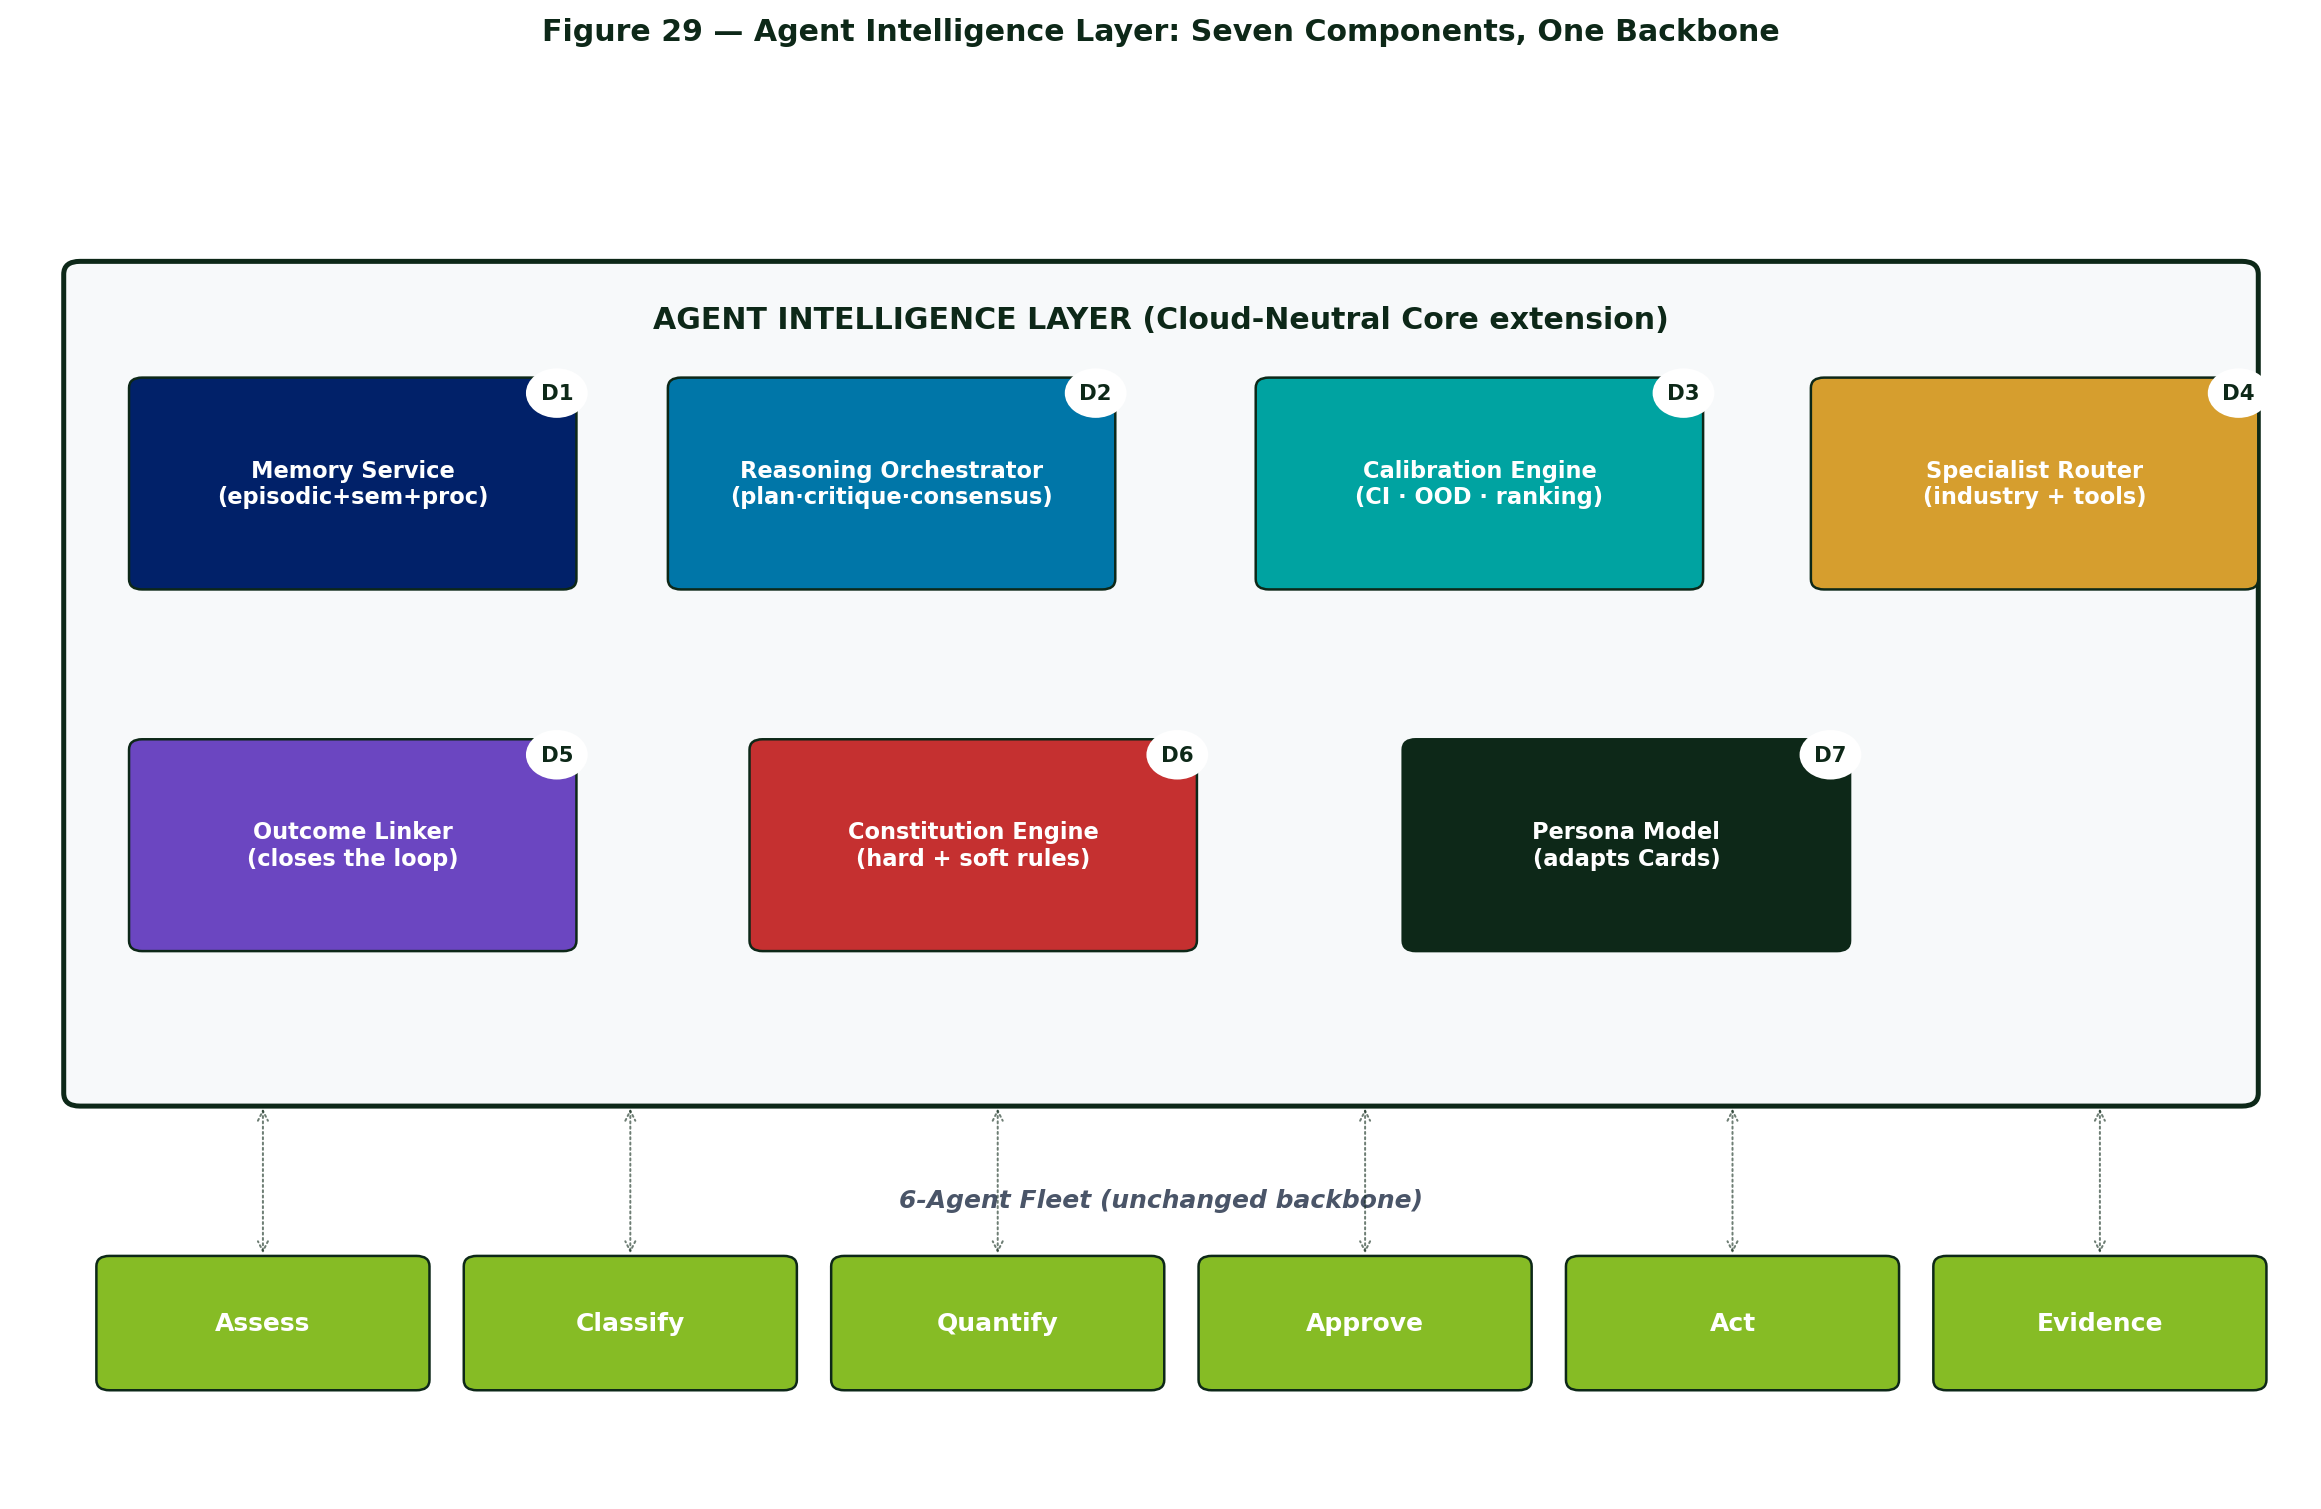 Figure 29 — Agent Intelligence Layer: Seven Components, One Backbone
AGENT INTELLIGENCE LAYER (Cloud-Neutral Core extension)
D1
Memory Service
(episodic+sem+proc)
D2
Reasoning Orchestrator
(plan·critique·consensus)
D3
Calibration Engine
(CI · OOD · ranking)
D4
Specialist Router
(industry + tools)
D5
Outcome Linker
(closes the loop)
D6
Constitution Engine
(hard + soft rules)
D7
Persona Model
(adapts Cards)
6-Agent Fleet (unchanged backbone)
Assess
Classify
Quantify
Approve
Act
Evidence